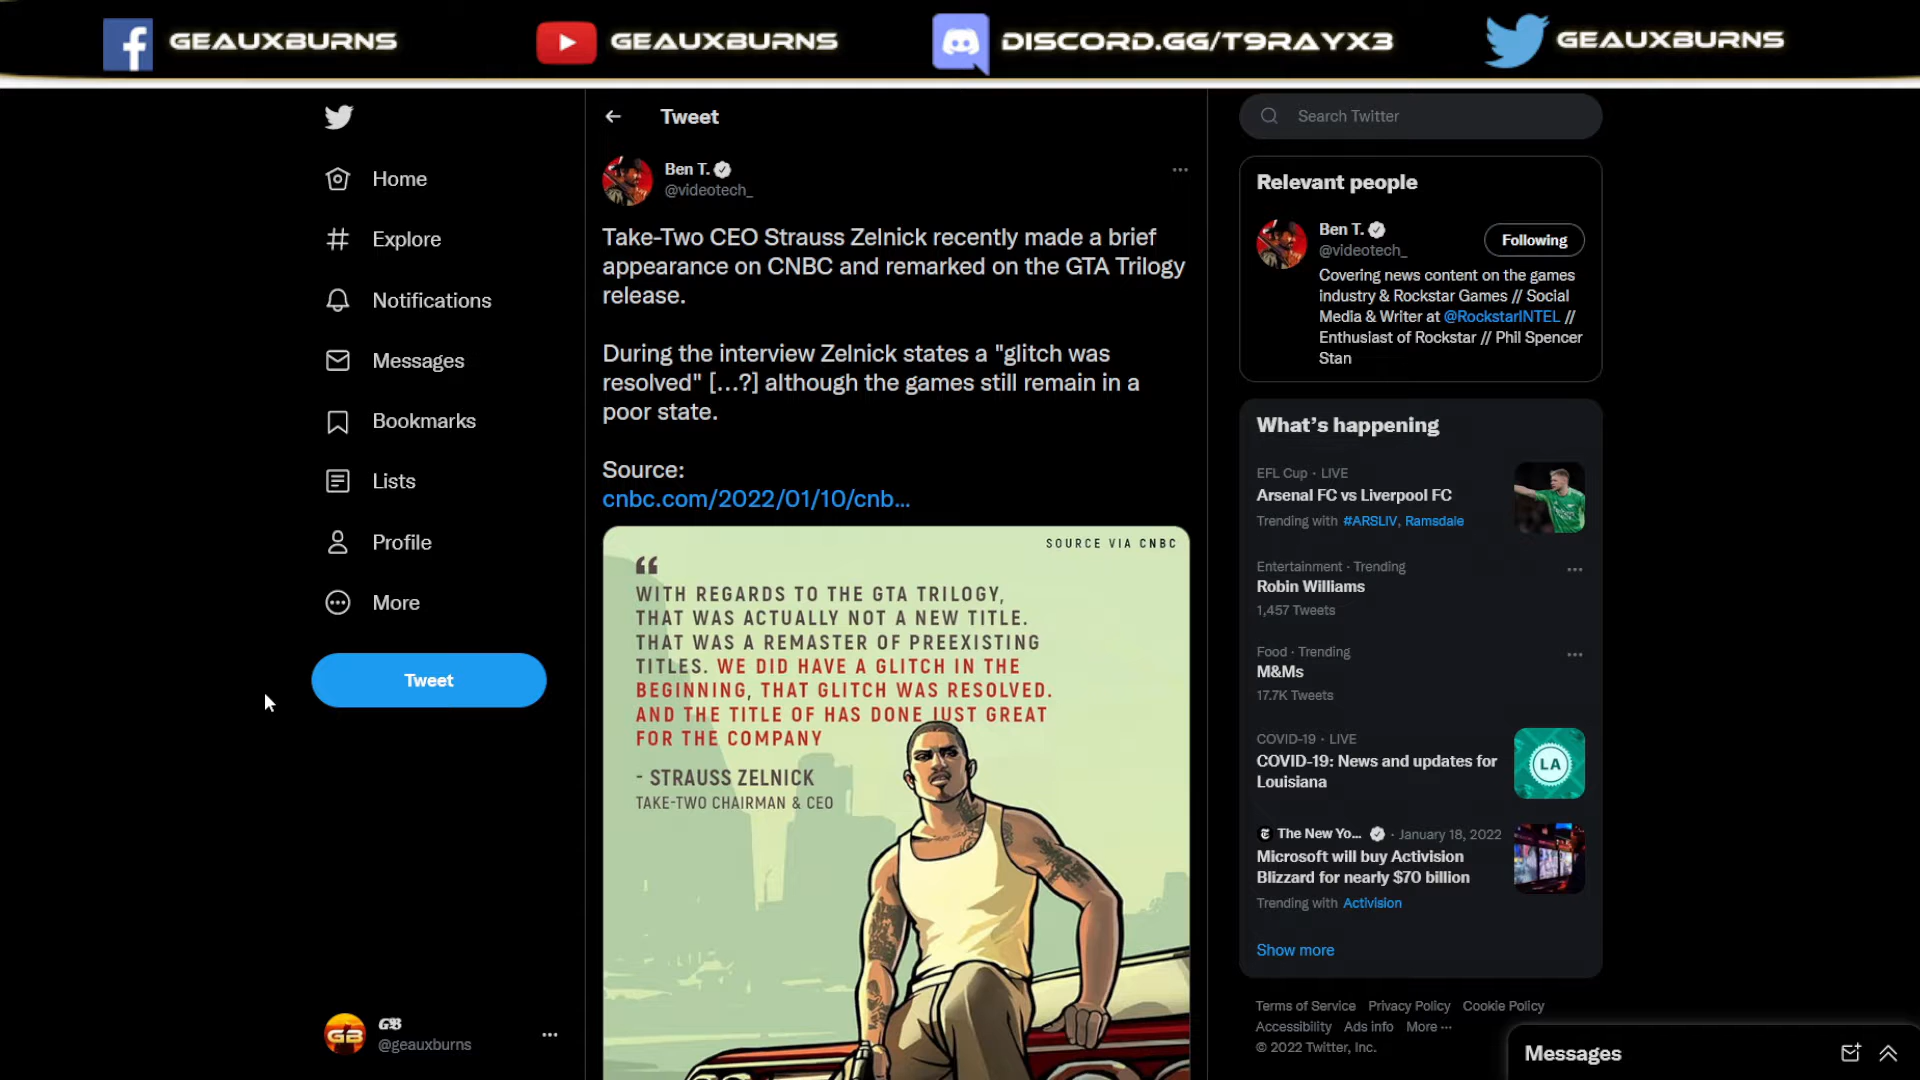 GEAUXBURNS
GEAUXBURNS
DISCORD.GG/T9RAYX3
GEAUXBURNS
Home
Explore
Notifications
Messages
Bookmarks
Lists
Profile
More
Tweet
GB
@geauxburns
Tweet
Ben T.
@videotech_
Take-Two CEO Strauss Zelnick recently made a brief
appearance on CNBC and remarked on the GTA Trilogy
release.
During the interview Zelnick states a "glitch was
resolved" [...?] although the games still remain in a
poor state.
Source:
cnbc.com/2022/01/10/cnb...
SOURCE VIA CNBC
“
WITH REGARDS TO THE GTA TRILOGY,
THAT WAS ACTUALLY NOT A NEW TITLE.
THAT WAS A REMASTER OF PREEXISTING
TITLES. WE DID HAVE A GLITCH IN THE
BEGINNING, THAT GLITCH WAS RESOLVED.
AND THE TITLE OF HAS DONE JUST GREAT
FOR THE COMPANY
- STRAUSS ZELNICK
TAKE-TWO CHAIRMAN & CEO
Search Twitter
Relevant people
Ben T.
@videotech_
Following
Covering news content on the games
industry & Rockstar Games // Social
Media & Writer at @RockstarINTEL //
Enthusiast of Rockstar // Phil Spencer
Stan
What's happening
EFL Cup · LIVE
Arsenal FC vs Liverpool FC
Trending with #ARSLIV, Ramsdale
Entertainment · Trending
Robin Williams
1,457 Tweets
Food · Trending
M&Ms
17.7K Tweets
COVID-19 · LIVE
COVID-19: News and updates for
Louisiana
LA
The New Yo... · January 18, 2022
Microsoft will buy Activision
Blizzard for nearly $70 billion
Trending with Activision
Show more
Terms of Service Privacy Policy Cookie Policy
Accessibility Ads info More ...
© 2022 Twitter, Inc.
Messages